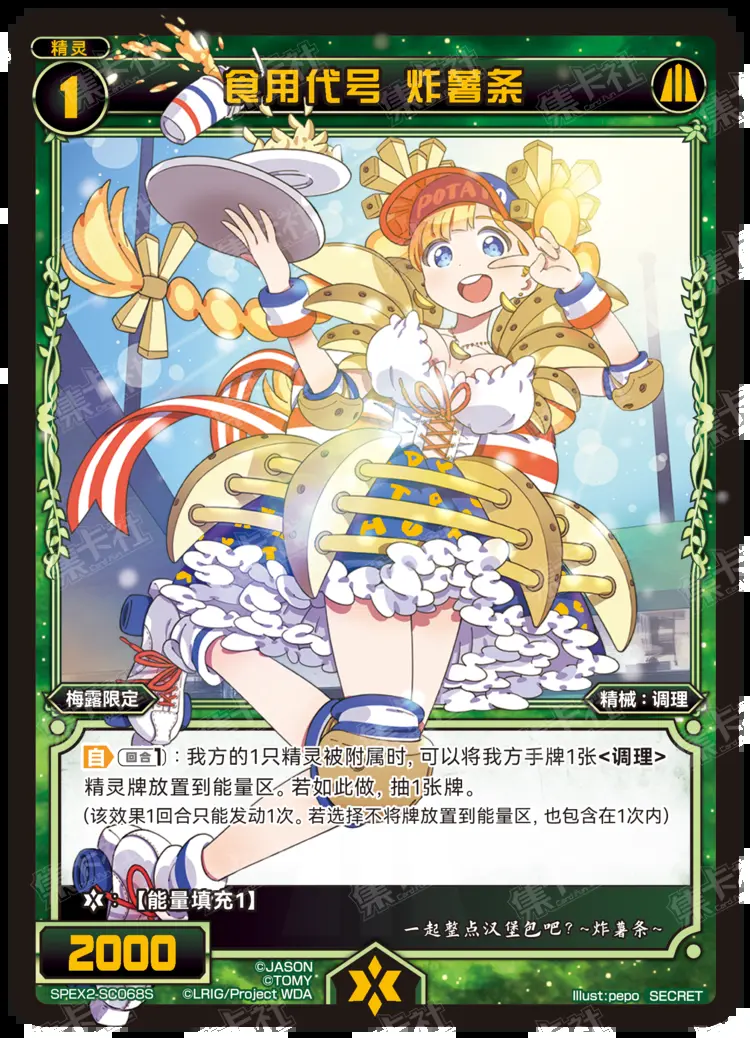 精灵
1
食用代号 炸薯条
POTATO
梅露限定
精械：调理
自 回合1：我方的1只精灵被附属时，可以将我方手牌1张<调理>
精灵牌放置到能量区。若如此做，抽1张牌。
(该效果1回合只能发动1次。若选择不将牌放置到能量区，也包含在1次内)
：【能量填充1】
一起整点汉堡包吧？~炸薯条~
2000
©JASON
©TOMY
SPEX2-SC068S ©LRIG/Project WDA
Illust:pepo SECRET
集卡社